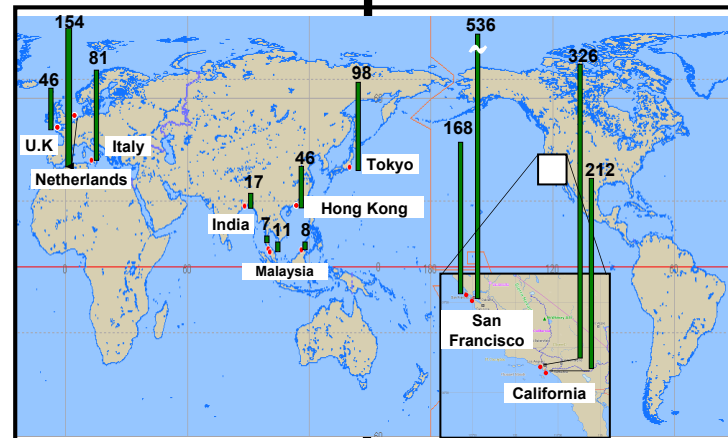 154
536
81
98
326
46
168
U.K
Italy
Tokyo
212
Netherlands
17
46
India
Hong Kong
7
11
8
Malaysia
San
Francisco
California